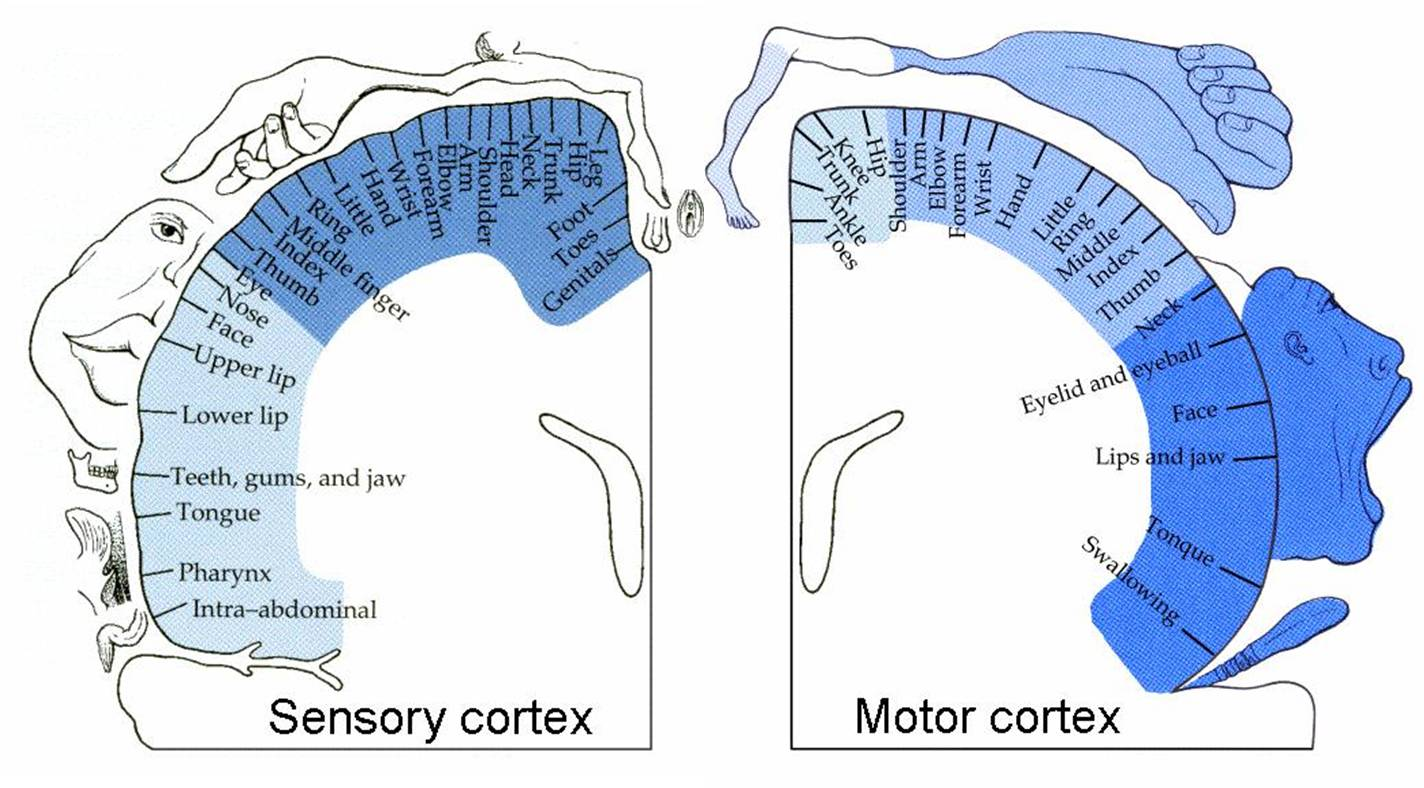 Leg
Hip
Trunk
Neck
Head
Shoulder
Arm
Elbow
Forearm
Wrist
Hand
Little
Ring
Middle finger
Index
Thumb
Eye
Nose
Face
Upper lip
Lower lip
Teeth, gums, and jaw
Tongue
Pharynx
Intra–abdominal
Foot
Toes
Genitals
Sensory cortex
Knee
Hip
Trunk
Ankle
Toes
Shoulder
Arm
Elbow
Forearm
Wrist
Hand
Little
Ring
Middle
Index
Thumb
Neck
Eyelid and eyeball
Face
Lips and jaw
Tonque
Swallowing
Motor cortex